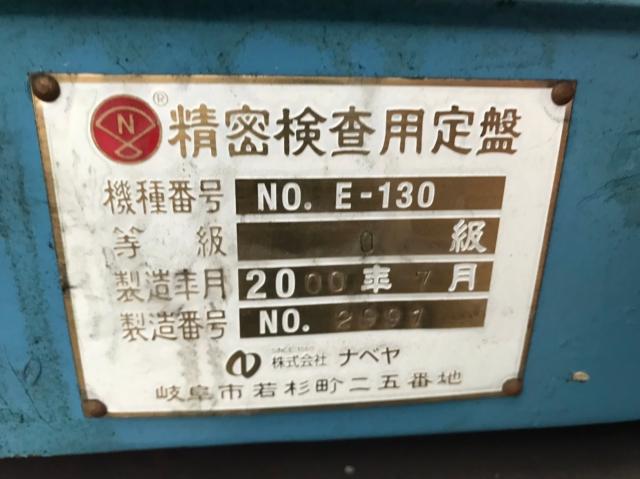 N ® 精密検査用定盤
機種番号 NO. E-130
等級 0 級
製造年月 2000年 7月
製造番号 NO. 2991
SINCE 1560
株式会社 ナベヤ
岐阜市若杉町二五番地